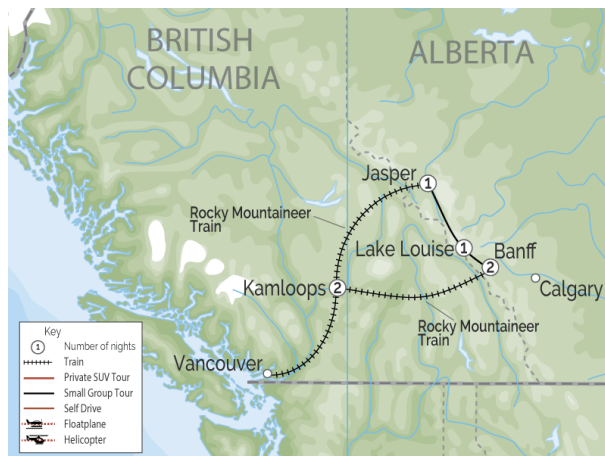 BRITISH
COLUMBIA
ALBERTA
Jasper
1
Rocky Mountaineer
Train
Lake Louise
1
Banff
2
Kamloops
2
Calgary
Rocky Mountaineer
Train
Vancouver
Key
1 Number of nights
Train
Private SUV Tour
Small Group Tour
Self Drive
Floatplane
Helicopter